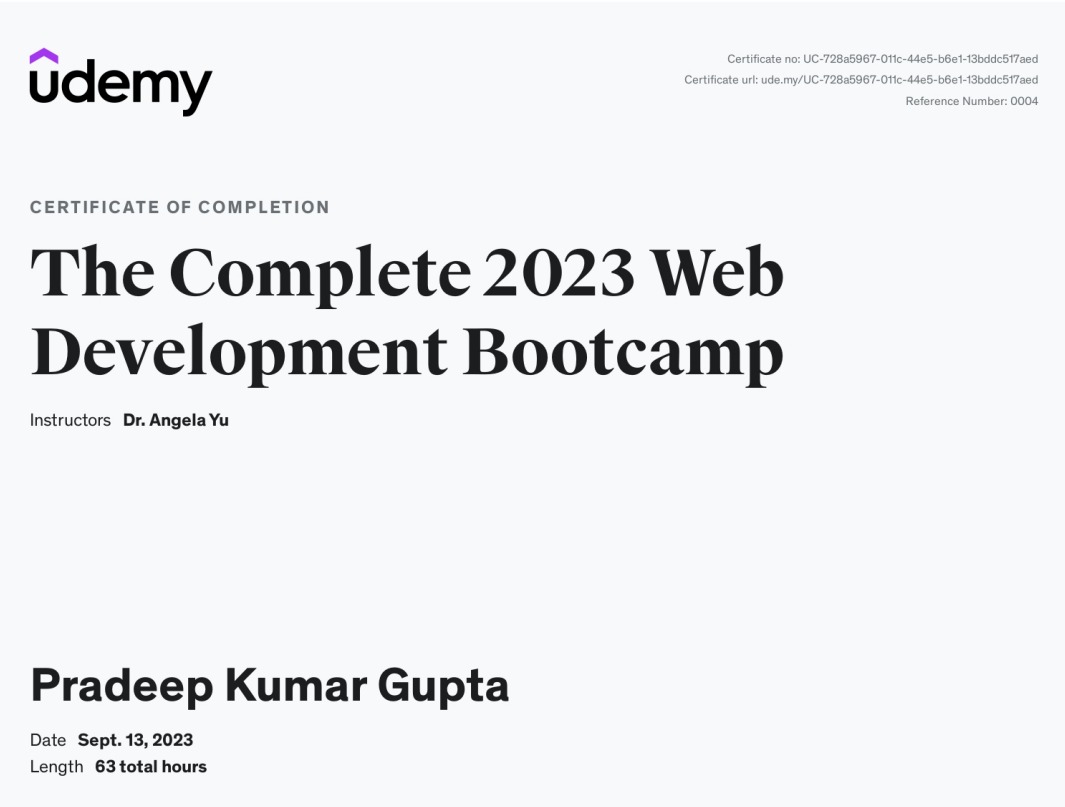 udemy
Certificate no: UC-728a5967-011c-44e5-b6e1-13bddc517aed
Certificate url: ude.my/UC-728a5967-011c-44e5-b6e1-13bddc517aed
Reference Number: 0004
CERTIFICATE OF COMPLETION
The Complete 2023 Web
Development Bootcamp
Instructors Dr. Angela Yu
Pradeep Kumar Gupta
Date Sept. 13, 2023
Length 63 total hours